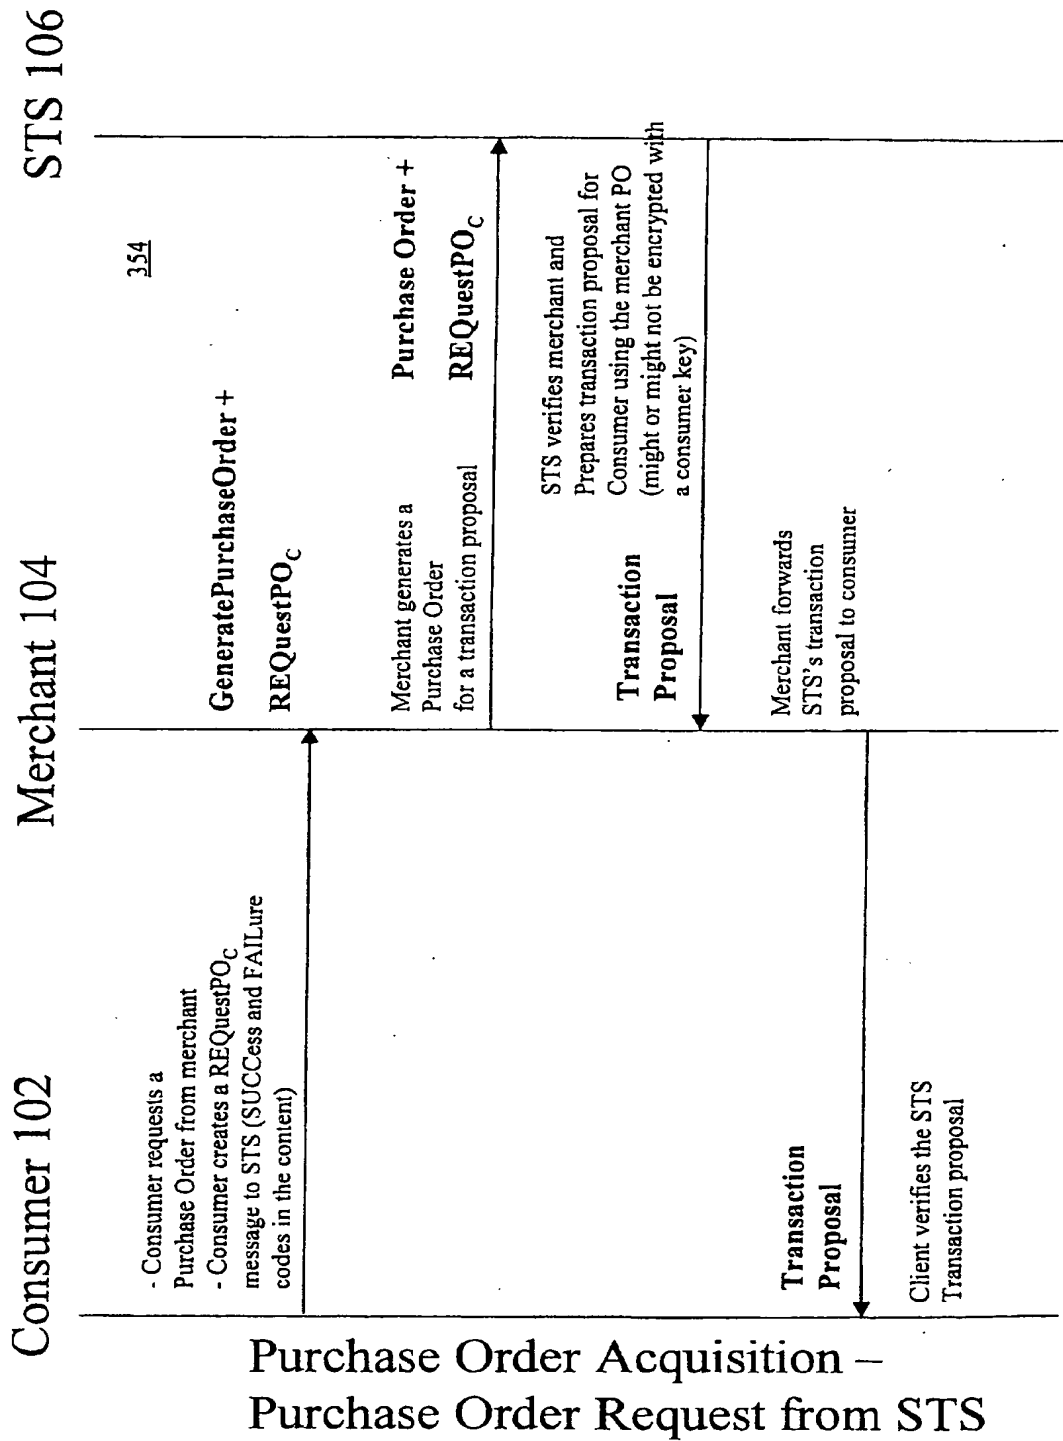 Consumer 102
Merchant 104
STS 106
354
- Consumer requests a
Purchase Order from merchant
- Consumer creates a REQuestPOC
message to STS (SUCCess and FAILure
codes in the content)
GeneratePurchaseOrder +
REQuestPOC
Merchant generates a
Purchase Order
for a transaction proposal
Purchase Order +
REQuestPOC
STS verifies merchant and
Prepares transaction proposal for
Consumer using the merchant PO
(might or might not be encrypted with
a consumer key)
Transaction
Proposal
Merchant forwards
STS's transaction
proposal to consumer
Transaction
Proposal
Client verifies the STS
Transaction proposal
Purchase Order Acquisition –
Purchase Order Request from STS